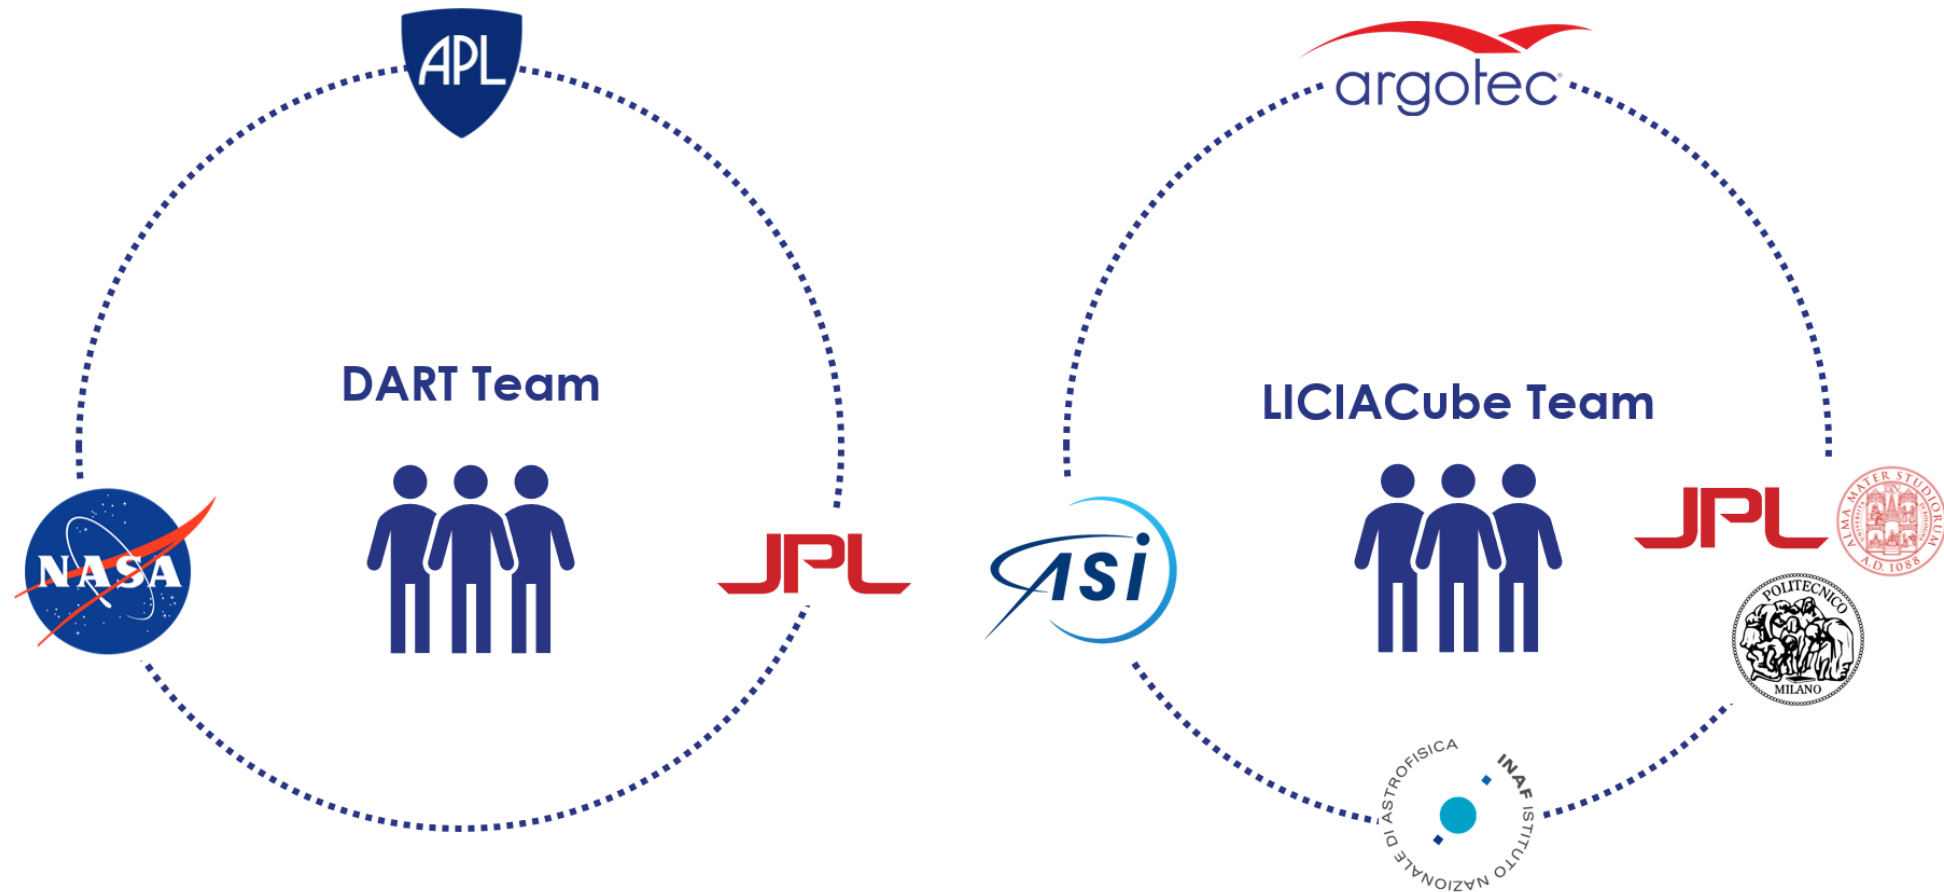 APL
argotec
DART Team
LICIACube Team
NASA
JPL
asi
JPL
ALMA MATER STUDIORUM
A.D. 1088
POLITECNICO
MILANO
INAF ISTITUTO NAZIONALE DI ASTROFISICA